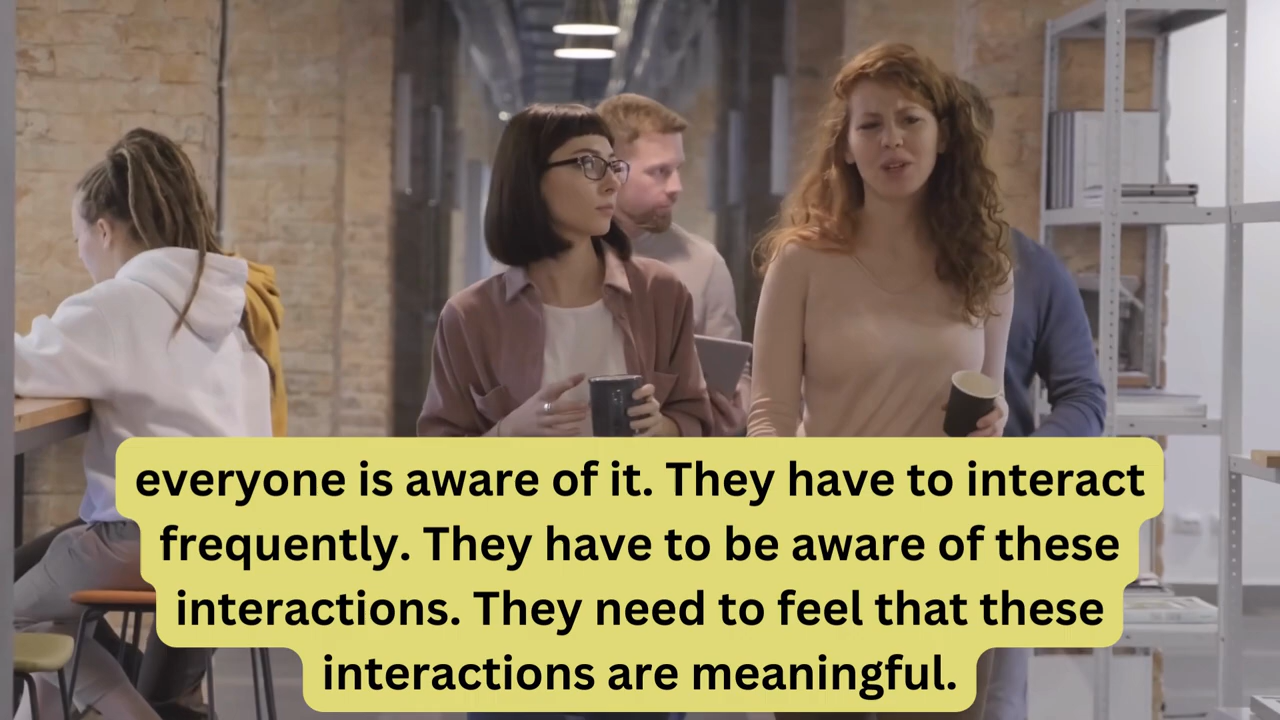 everyone is aware of it. They have to interact
frequently. They have to be aware of these
interactions. They need to feel that these
interactions are meaningful.